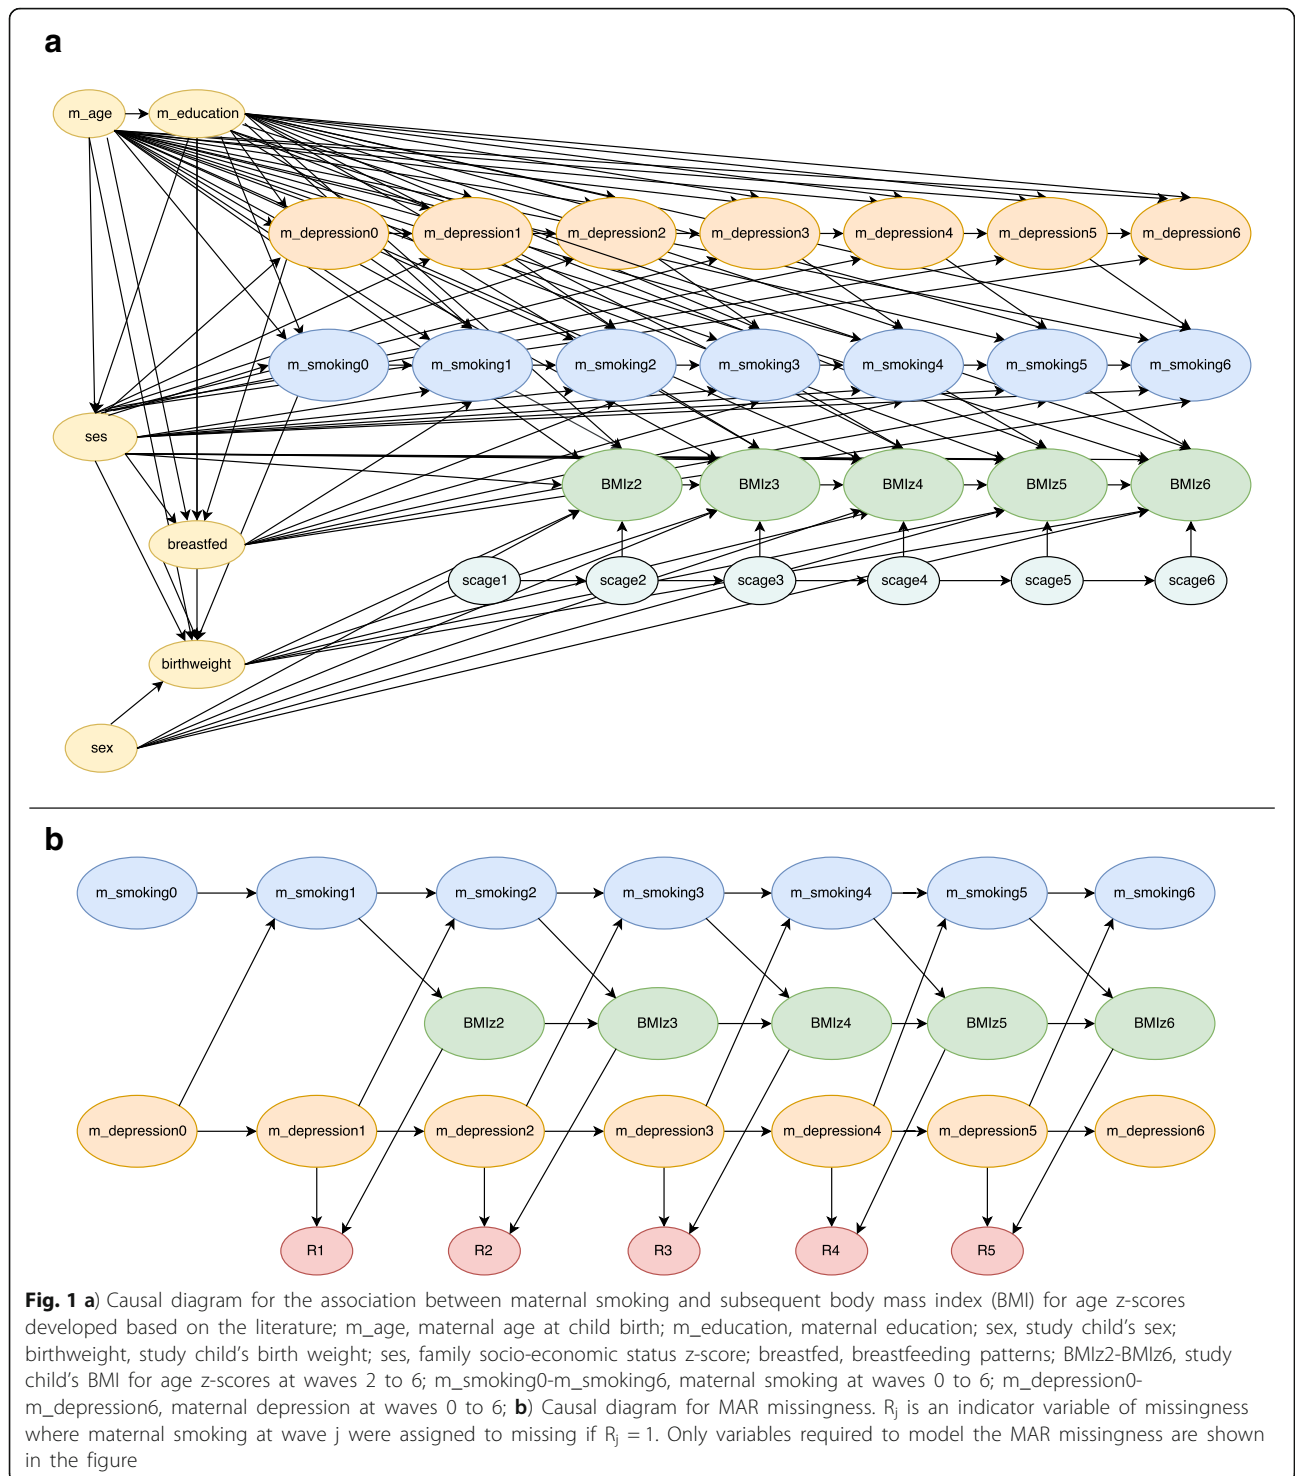 a
m_age
m_education
m_depression0
m_depression1
m_depression2
m_depression3
m_depression4
m_depression5
m_depression6
m_smoking0
m_smoking1
m_smoking2
m_smoking3
m_smoking4
m_smoking5
m_smoking6
ses
BMIz2
BMIz3
BMIz4
BMIz5
BMIz6
breastfed
scage1
scage2
scage3
scage4
scage5
scage6
birthweight
sex
b
m_smoking0
m_smoking1
m_smoking2
m_smoking3
m_smoking4
m_smoking5
m_smoking6
BMIz2
BMIz3
BMIz4
BMIz5
BMIz6
m_depression0
m_depression1
m_depression2
m_depression3
m_depression4
m_depression5
m_depression6
R1
R2
R3
R4
R5
Fig. 1 a) Causal diagram for the association between maternal smoking and subsequent body mass index (BMI) for age z-scores
developed based on the literature; m_age, maternal age at child birth; m_education, maternal education; sex, study child's sex;
birthweight, study child's birth weight; ses, family socio-economic status z-score; breastfed, breastfeeding patterns; BMIz2-BMIz6, study
child's BMI for age z-scores at waves 2 to 6; m_smoking0-m_smoking6, maternal smoking at waves 0 to 6; m_depression0-
m_depression6, maternal depression at waves 0 to 6; b) Causal diagram for MAR missingness. Rj is an indicator variable of missingness
where maternal smoking at wave j were assigned to missing if Rj = 1. Only variables required to model the MAR missingness are shown
in the figure